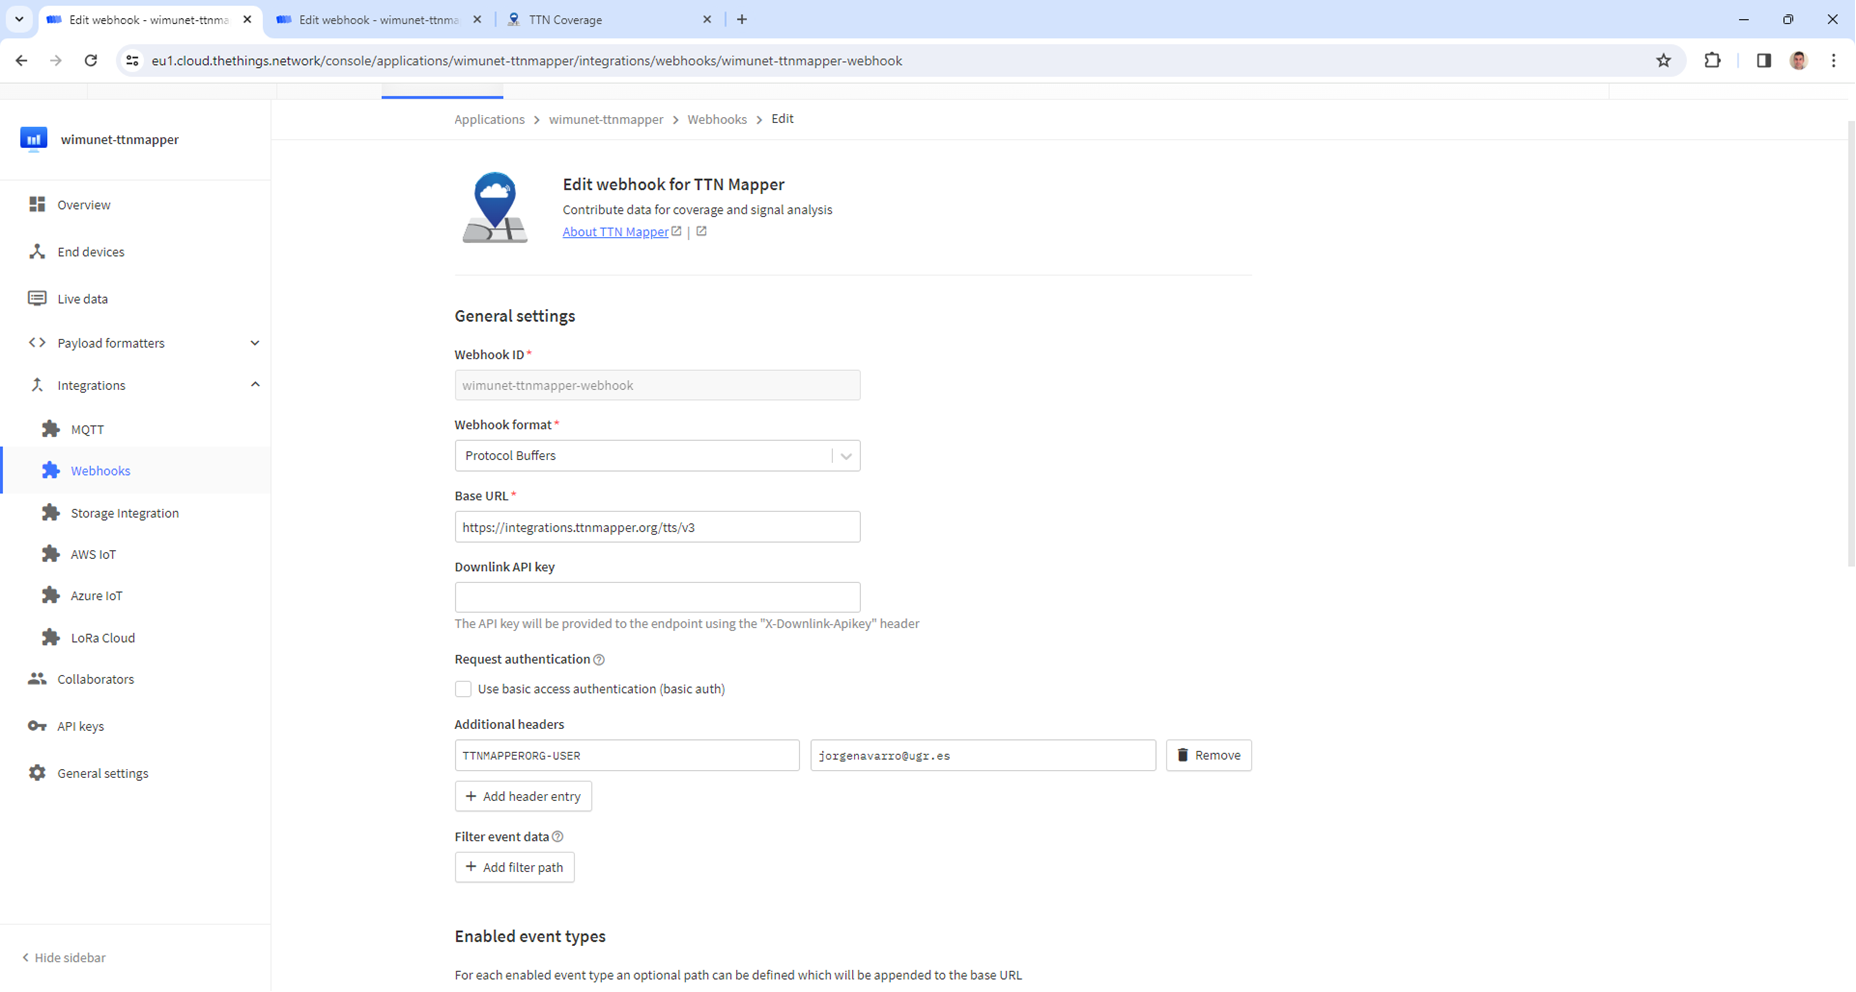 Edit webhook - wimunet-ttnma
Edit webhook - wimunet-ttnma
TTN Coverage
eu1.cloud.thethings.network/console/applications/wimunet-ttnmapper/integrations/webhooks/wimunet-ttnmapper-webhook
wimunet-ttnmapper
Overview
End devices
Live data
Payload formatters
Integrations
MQTT
Webhooks
Storage Integration
AWS IoT
Azure IoT
LoRa Cloud
Collaborators
API keys
General settings
Hide sidebar
Applications > wimunet-ttnmapper > Webhooks > Edit
Edit webhook for TTN Mapper
Contribute data for coverage and signal analysis
About TTN Mapper |
General settings
Webhook ID *
wimunet-ttnmapper-webhook
Webhook format *
Protocol Buffers
Base URL *
https://integrations.ttnmapper.org/tts/v3
Downlink API key
The API key will be provided to the endpoint using the "X-Downlink-Apikey" header
Request authentication
Use basic access authentication (basic auth)
Additional headers
TTNMAPPERORG-USER jorgenavarro@ugr.es Remove
+ Add header entry
Filter event data
+ Add filter path
Enabled event types
For each enabled event type an optional path can be defined which will be appended to the base URL